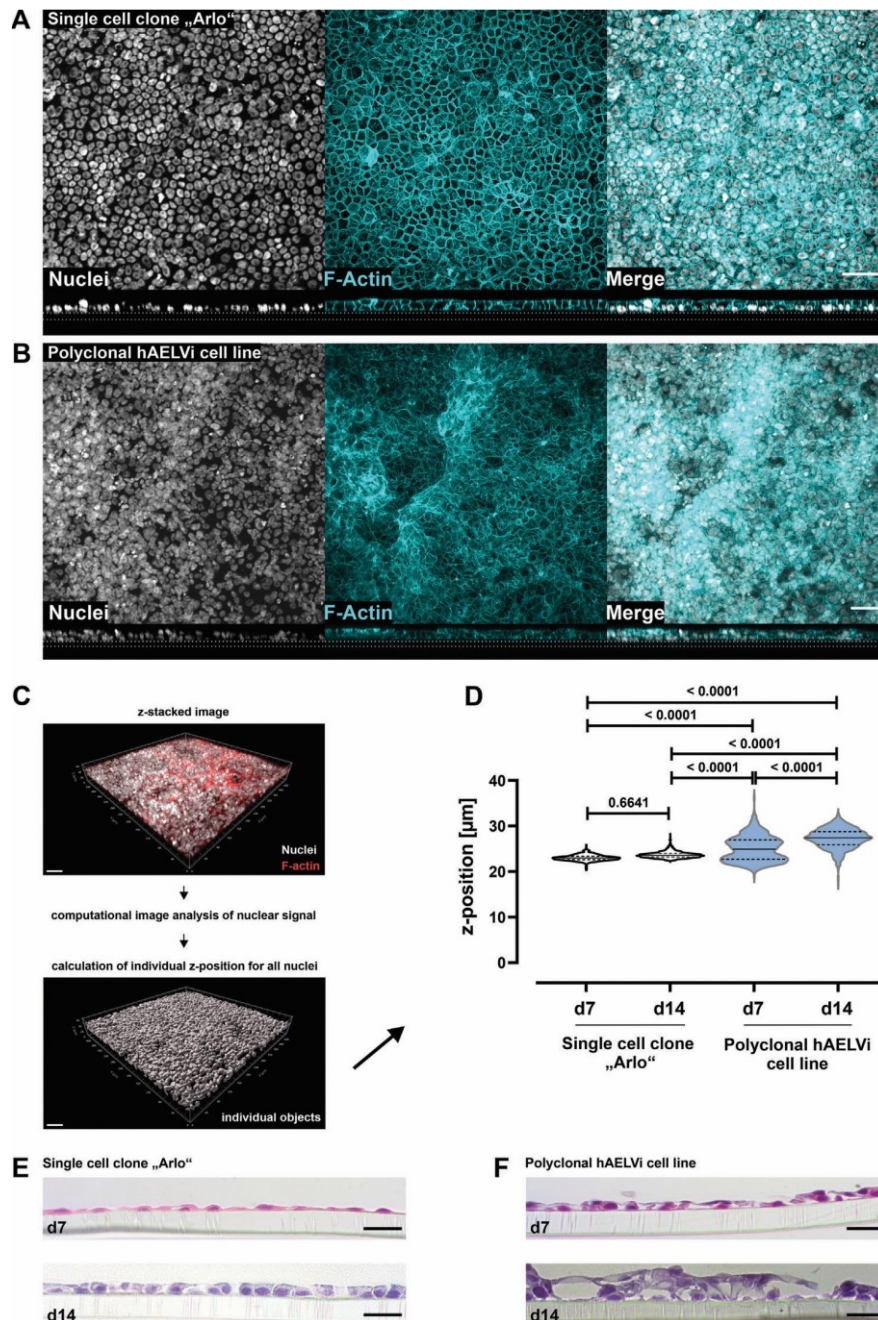 A
Single cell clone „Arlo“
Nuclei
F-Actin
Merge
B
Polyclonal hAELVi cell line
Nuclei
F-Actin
Merge
C
z-stacked image
Nuclei
F-actin
computational image analysis of nuclear signal
calculation of individual z-position for all nuclei
individual objects
D
< 0.0001
< 0.0001
< 0.0001
< 0.0001
< 0.0001
0.6641
z-position [µm]
40
30
20
10
0
d7
d14
d7
d14
Single cell clone
„Arlo“
Polyclonal hAELVi
cell line
E
Single cell clone „Arlo“
d7
d14
F
Polyclonal hAELVi cell line
d7
d14